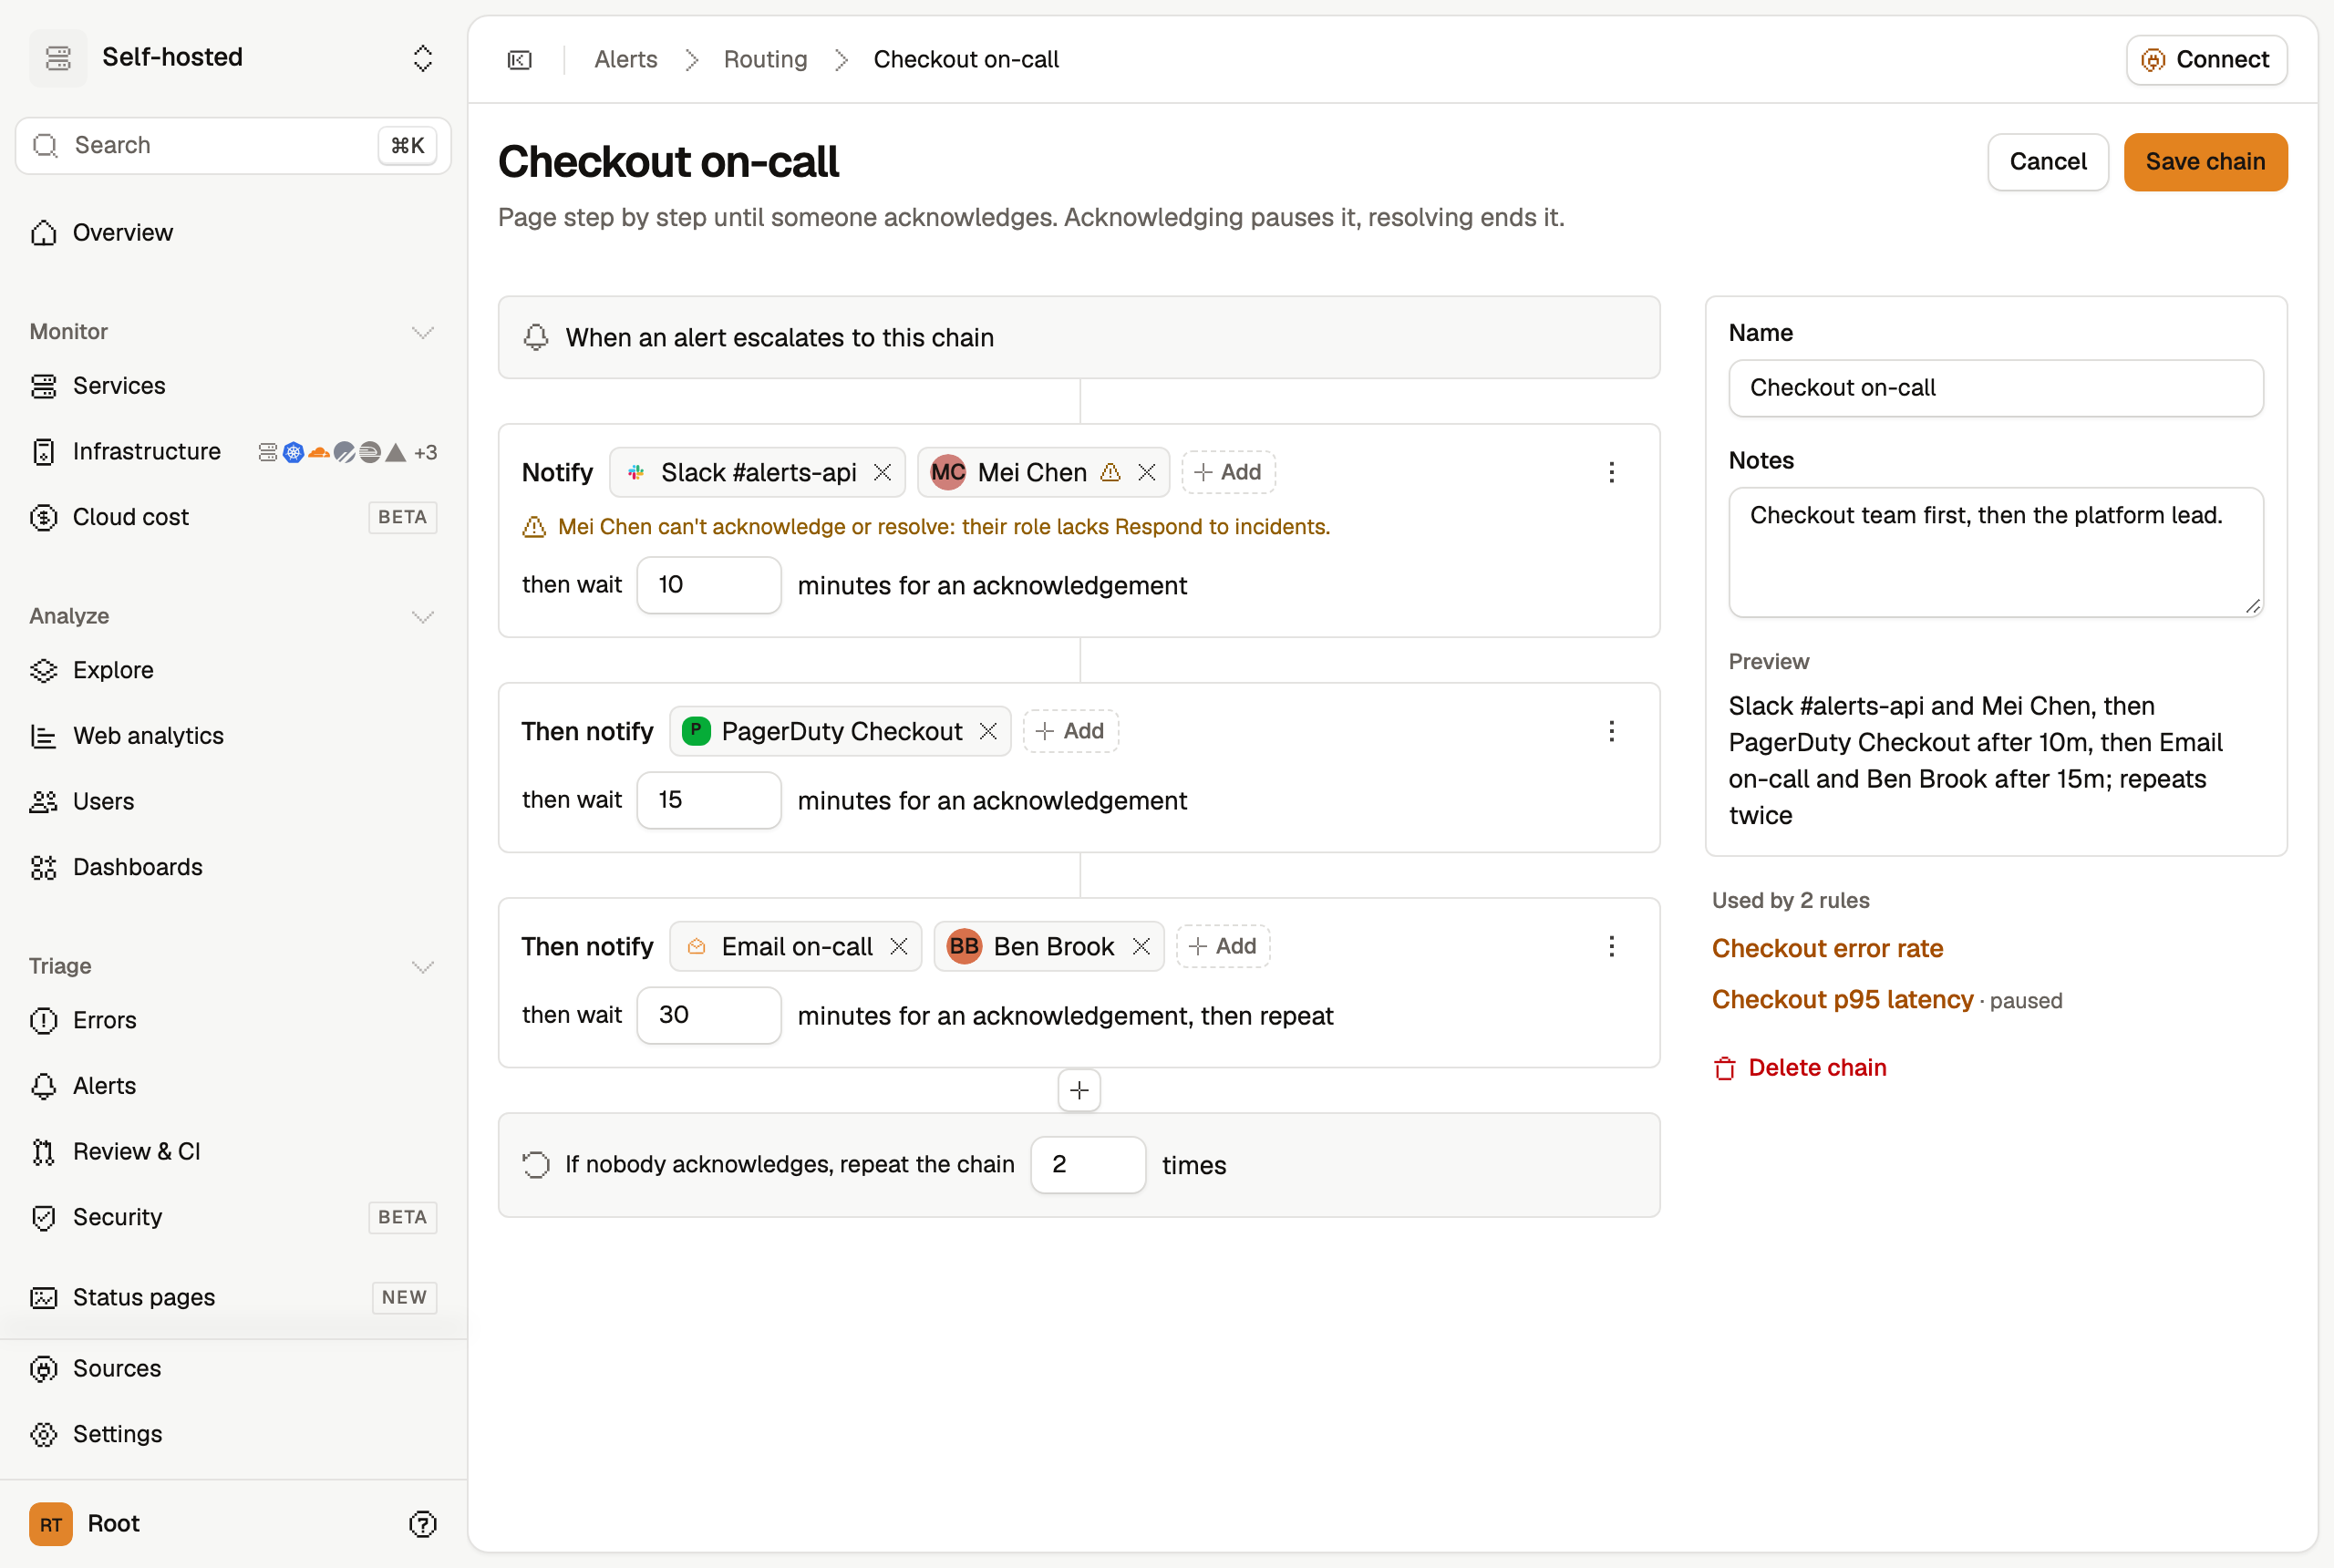 Self-hosted
Search
⌘K
Overview
Monitor
Services
Infrastructure
+3
Cloud cost
BETA
Analyze
Explore
Web analytics
Users
Dashboards
Triage
Errors
Alerts
Review & CI
Security
BETA
Status pages
NEW
Sources
Settings
RT
Root
Alerts
Routing
Checkout on-call
Connect
Checkout on-call
Cancel
Save chain
Page step by step until someone acknowledges. Acknowledging pauses it, resolving ends it.
When an alert escalates to this chain
Notify
Slack #alerts-api
MC
Mei Chen
Add
Mei Chen can't acknowledge or resolve: their role lacks Respond to incidents.
then wait
10
minutes for an acknowledgement
Then notify
P
PagerDuty Checkout
Add
then wait
15
minutes for an acknowledgement
Then notify
Email on-call
BB
Ben Brook
Add
then wait
30
minutes for an acknowledgement, then repeat
If nobody acknowledges, repeat the chain
2
times
Name
Checkout on-call
Notes
Checkout team first, then the platform lead.
Preview
Slack #alerts-api and Mei Chen, then
PagerDuty Checkout after 10m, then Email
on-call and Ben Brook after 15m; repeats
twice
Used by 2 rules
Checkout error rate
Checkout p95 latency · paused
Delete chain